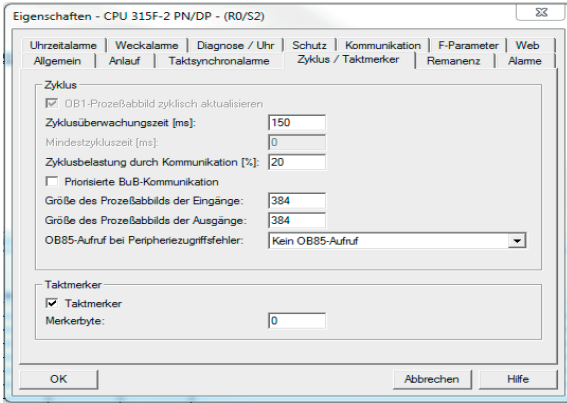 Eigenschaften - CPU 315F-2 PN/DP - (R0/S2)
Uhrzeitalarme Weckalarme Diagnose / Uhr Schutz Kommunikation F-Parameter Web
Allgemein Anlauf Taktsynchronalarme Zyklus / Taktmerker Remanenz Alarme
Zyklus
OB1-Prozeßabbild zyklisch aktualisieren
Zyklusüberwachungszeit [ms]: 150
Mindestzykluszeit [ms]: 0
Zyklusbelastung durch Kommunikation [%]: 20
Priorisierte BuB-Kommunikation
Größe des Prozeßabbilds der Eingänge: 384
Größe des Prozeßabbilds der Ausgänge: 384
OB85-Aufruf bei Peripheriezugriffsfehler: Kein OB85-Aufruf
Taktmerker
Taktmerker
Merkerbyte: 0
OK Abbrechen Hilfe